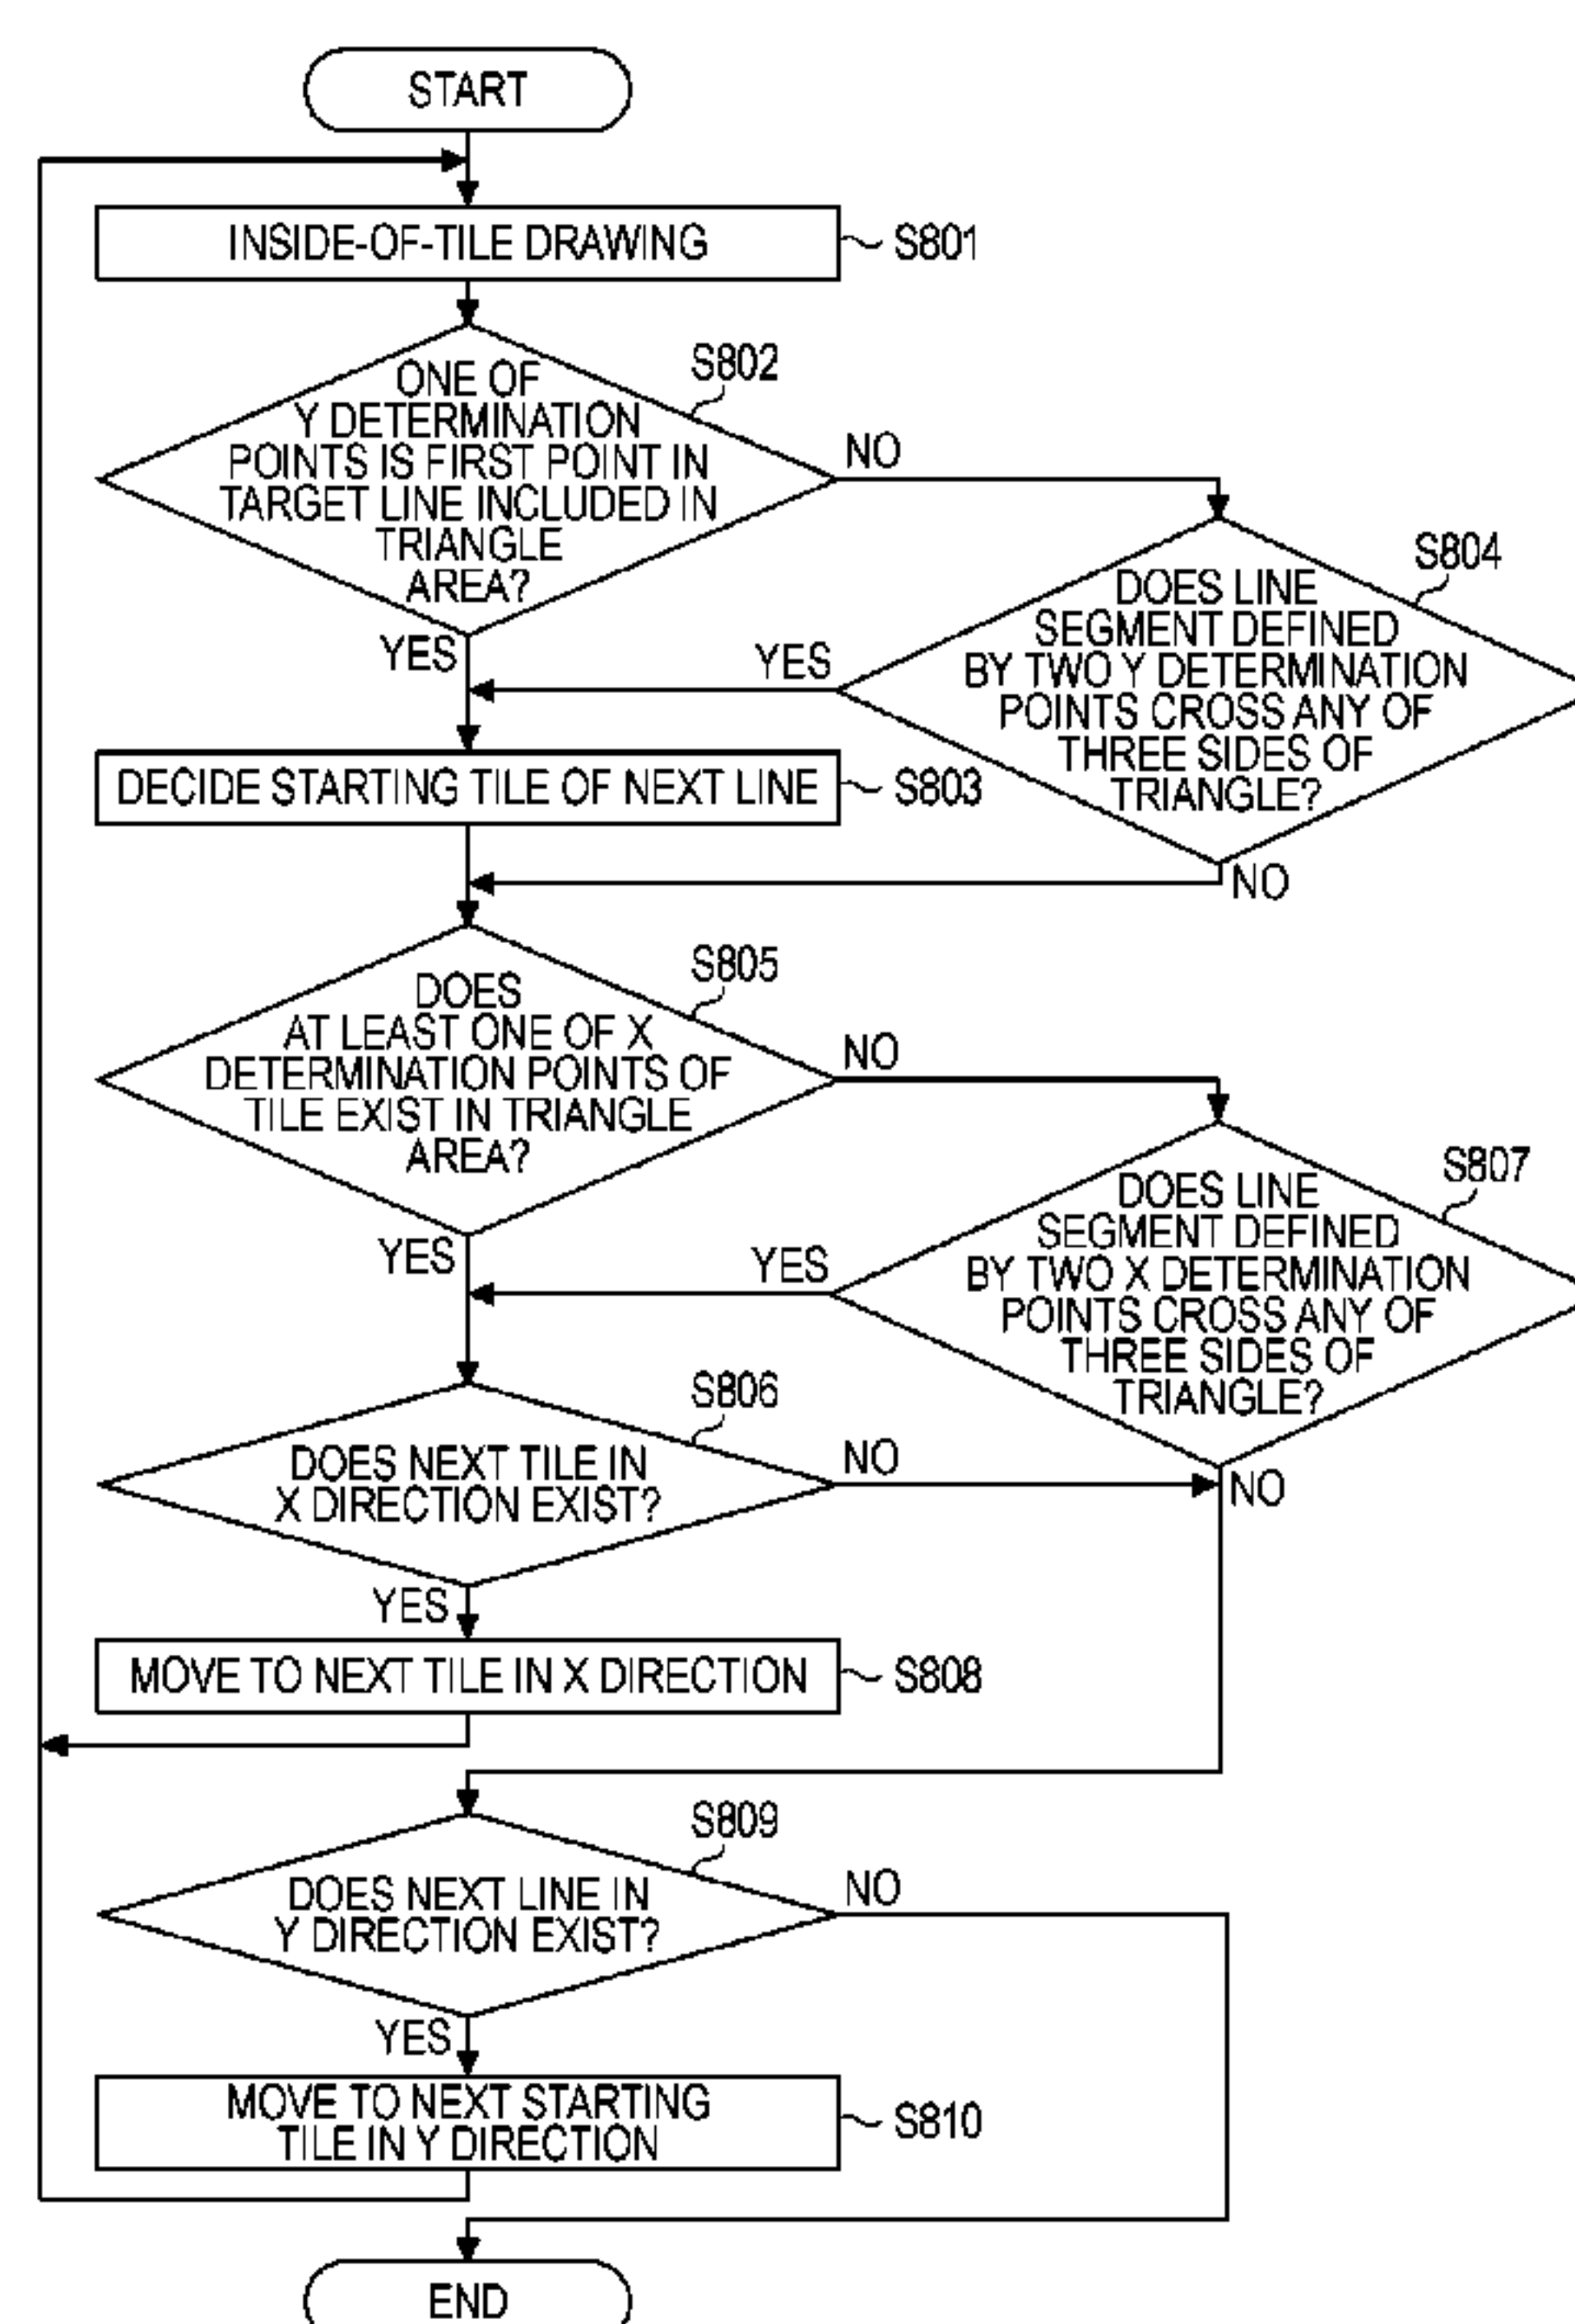 START
INSIDE-OF-TILE DRAWING
S801
ONE OF
Y DETERMINATION
POINTS IS FIRST POINT IN
TARGET LINE INCLUDED IN
TRIANGLE
AREA?
S802
NO
YES
DOES LINE
SEGMENT DEFINED
BY TWO Y DETERMINATION
POINTS CROSS ANY OF
THREE SIDES OF
TRIANGLE?
S804
YES
NO
DECIDE STARTING TILE OF NEXT LINE
S803
DOES
AT LEAST ONE OF X
DETERMINATION POINTS OF
TILE EXIST IN TRIANGLE
AREA?
S805
NO
YES
DOES LINE
SEGMENT DEFINED
BY TWO X DETERMINATION
POINTS CROSS ANY OF
THREE SIDES OF
TRIANGLE?
S807
YES
NO
DOES NEXT TILE IN
X DIRECTION EXIST?
S806
NO
YES
MOVE TO NEXT TILE IN X DIRECTION
S808
DOES NEXT LINE IN
Y DIRECTION EXIST?
S809
NO
YES
MOVE TO NEXT STARTING
TILE IN Y DIRECTION
S810
END